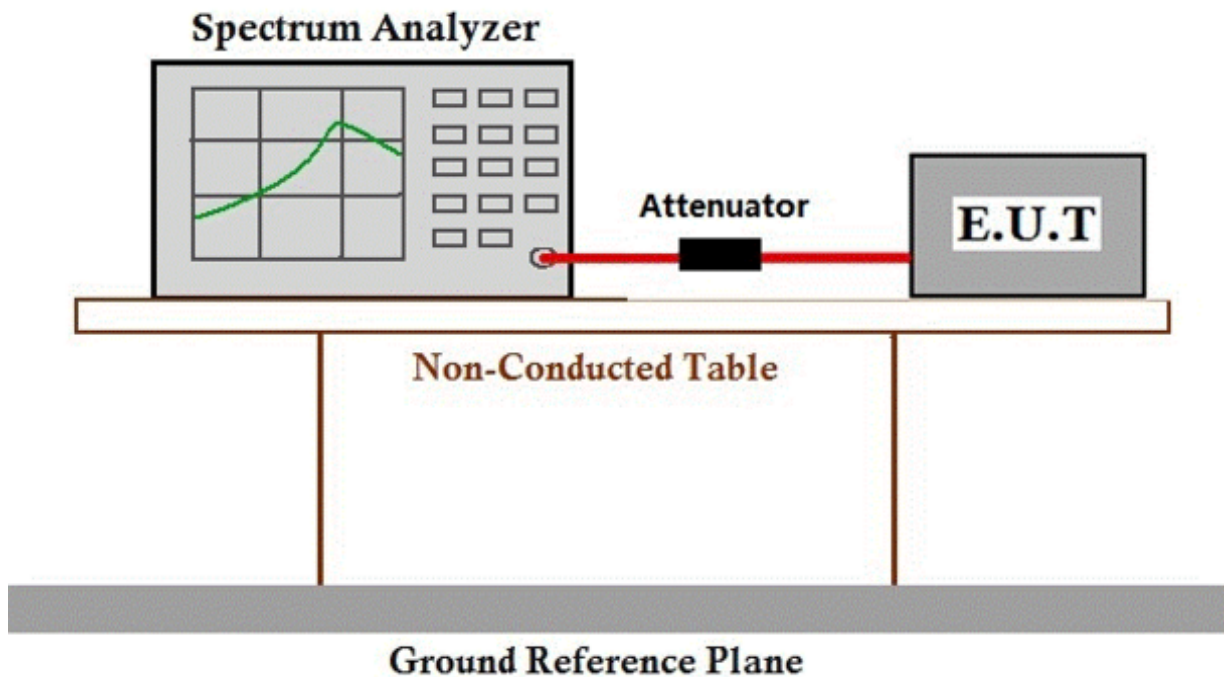 Spectrum Analyzer
Attenuator
E.U.T
Non-Conducted Table
Ground Reference Plane